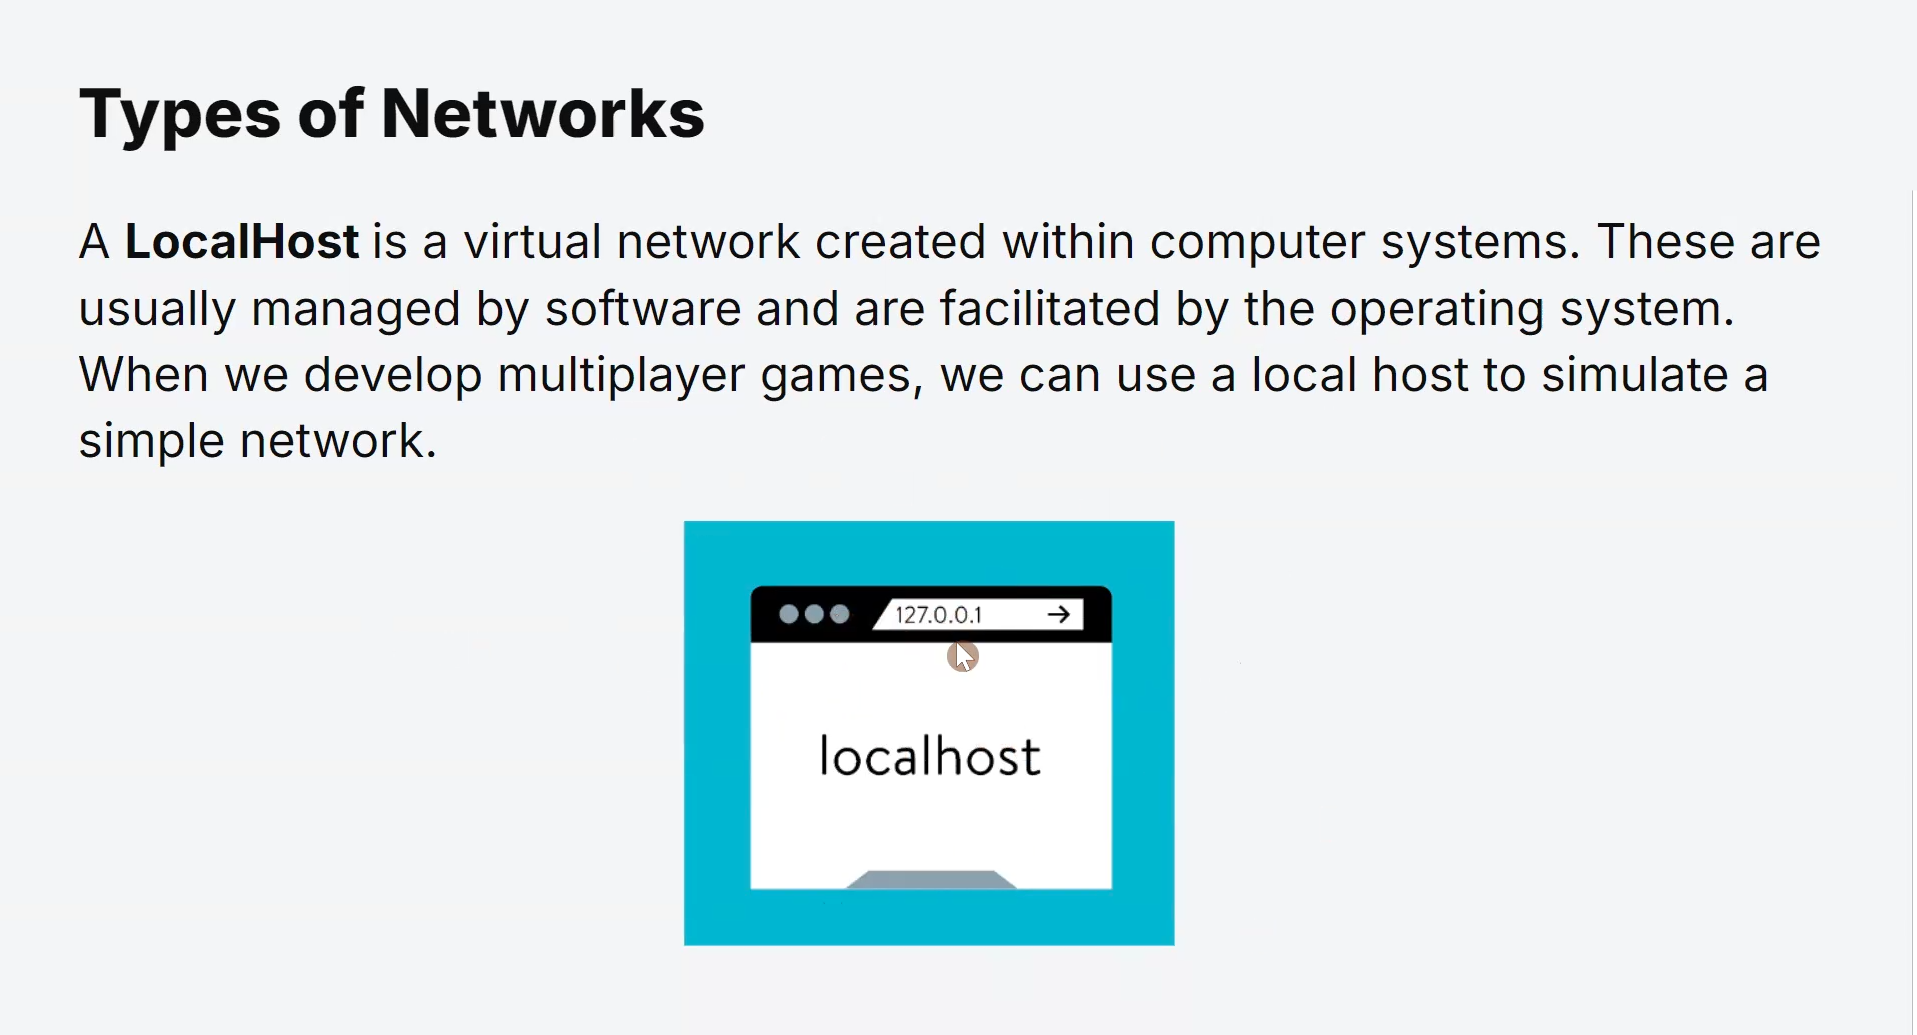 Types of Networks
A LocalHost is a virtual network created within computer systems. These are
usually managed by software and are facilitated by the operating system.
When we develop multiplayer games, we can use a local host to simulate a
simple network.
127.0.0.1
localhost